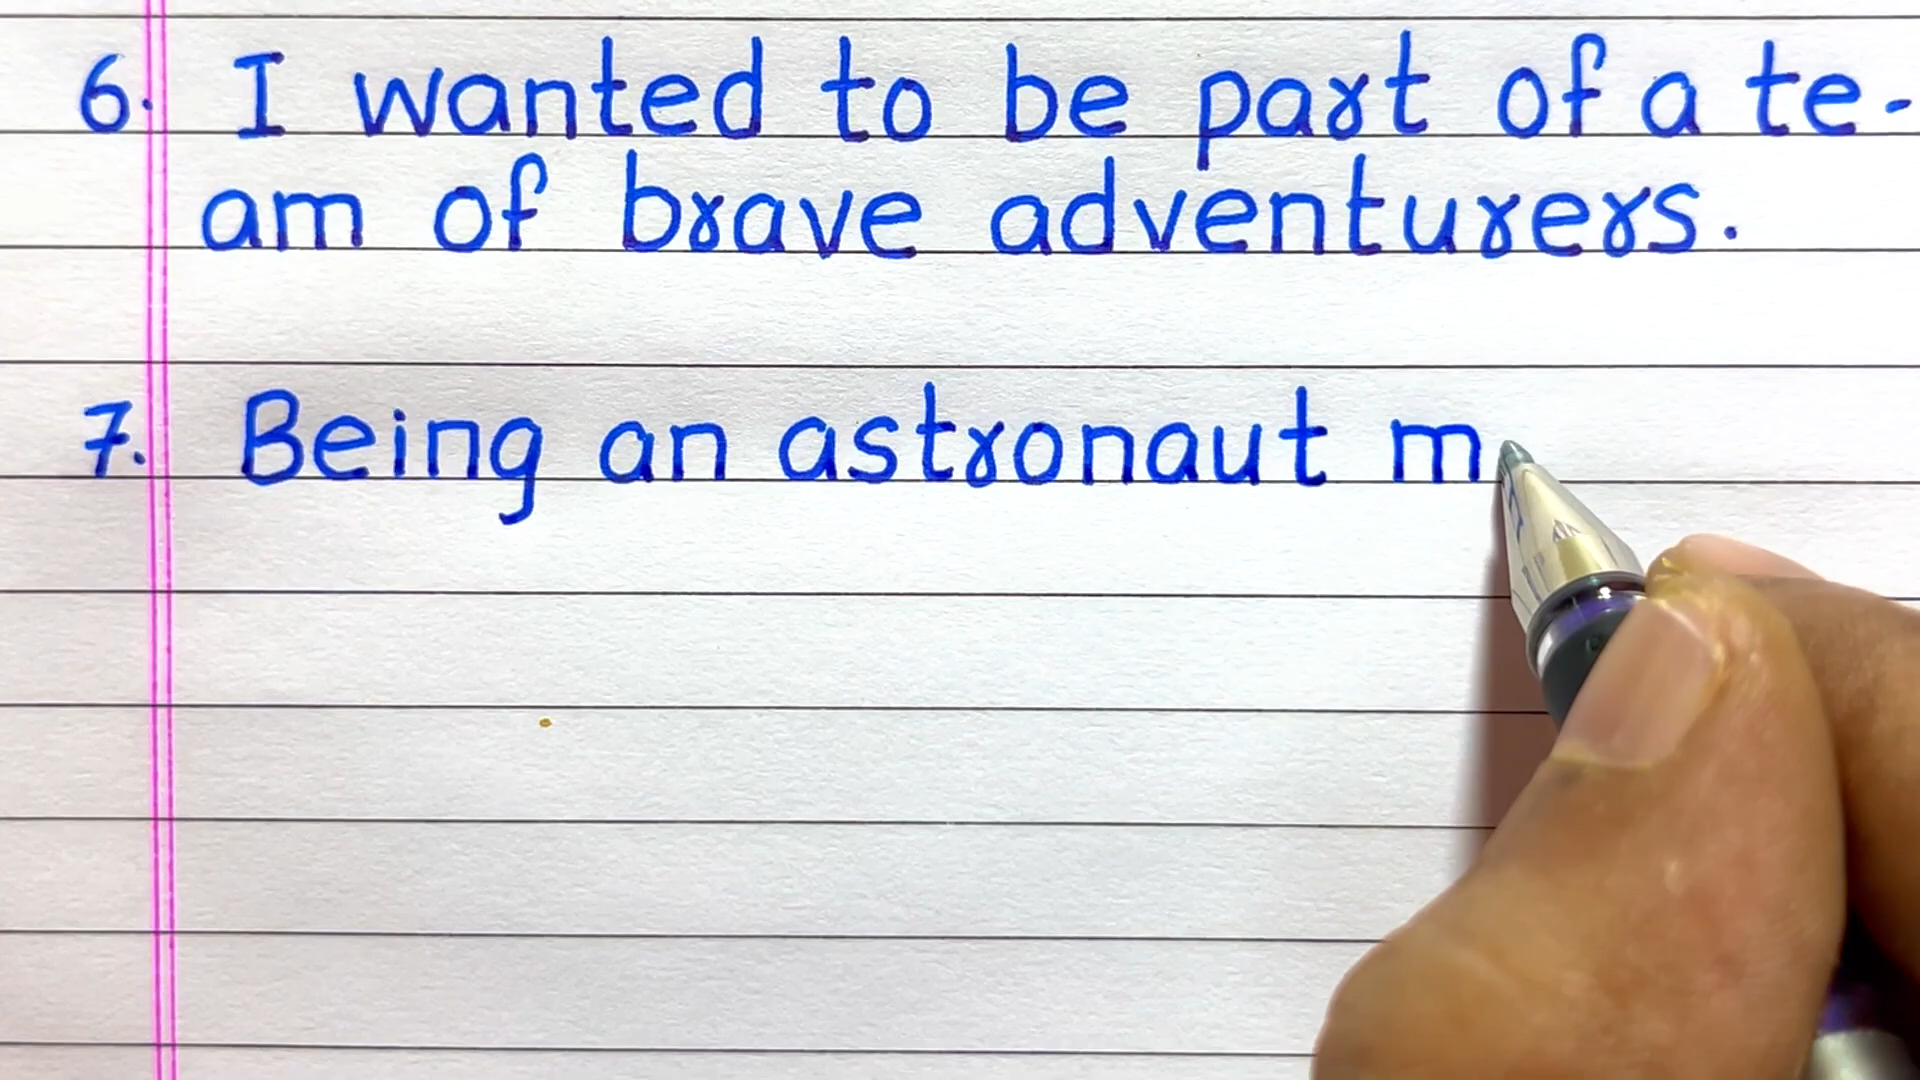 6. I wanted to be part of a te-
am of brave adventurers.
7. Being an astronaut m